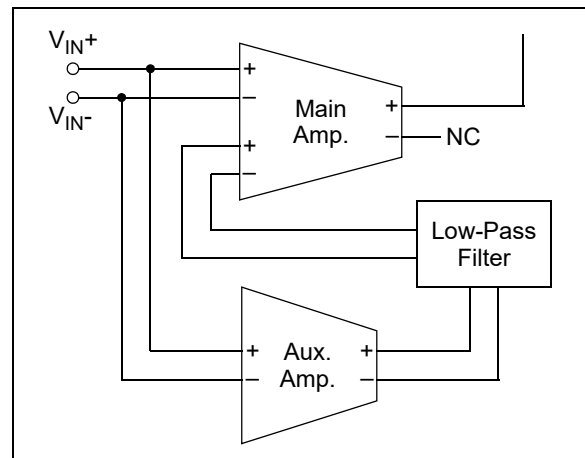 V_IN+
V_IN-
+
−
+
−
Main
Amp.
+
−
NC
Low-Pass
Filter
+
−
Aux.
Amp.
+
−